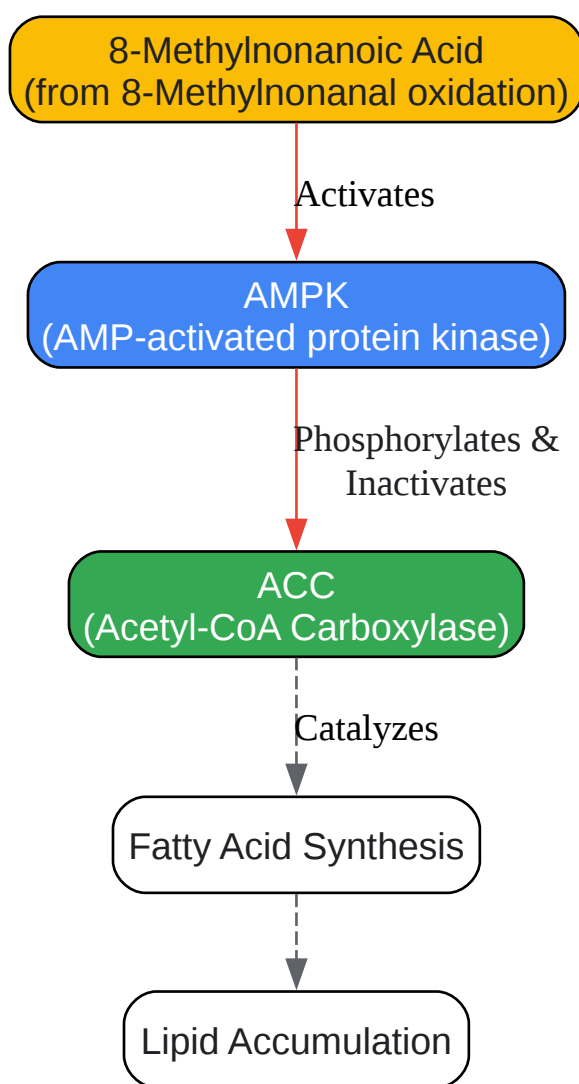 8-Methylnonanoic Acid
(from 8-Methylnonanal oxidation)
Activates
AMPK
(AMP-activated protein kinase)
Phosphorylates &
Inactivates
ACC
(Acetyl-CoA Carboxylase)
Catalyzes
Fatty Acid Synthesis
Lipid Accumulation